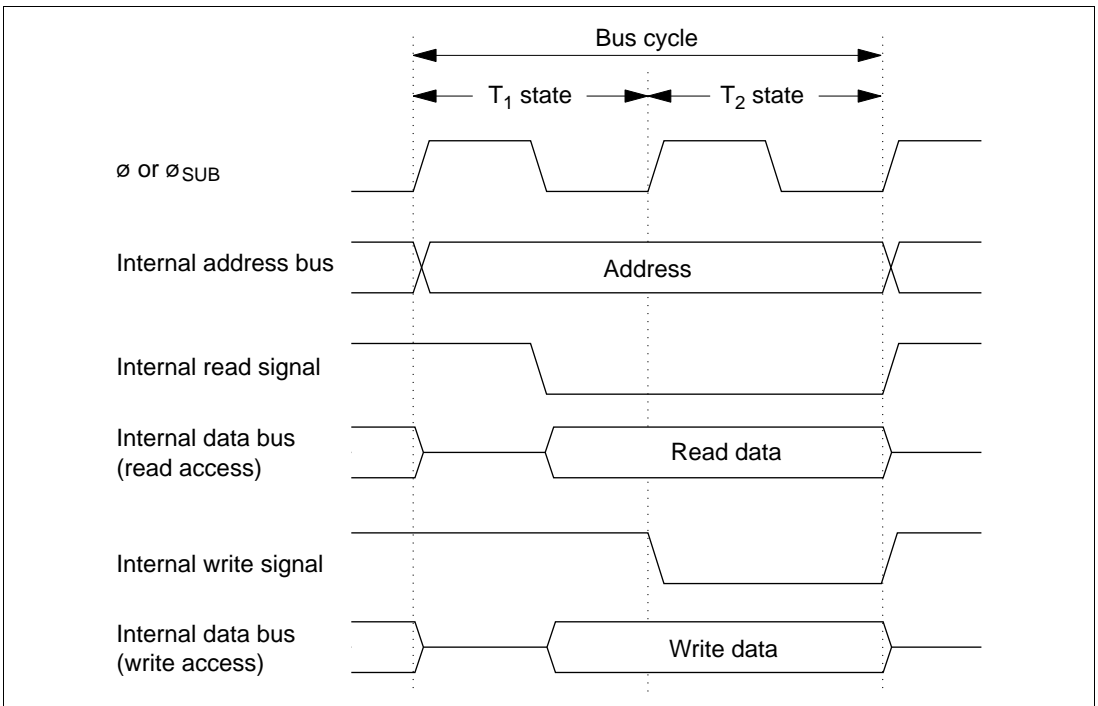 Bus cycle
T₁ state
T₂ state
ø or øSUB
Internal address bus
Address
Internal read signal
Internal data bus
(read access)
Read data
Internal write signal
Internal data bus
(write access)
Write data